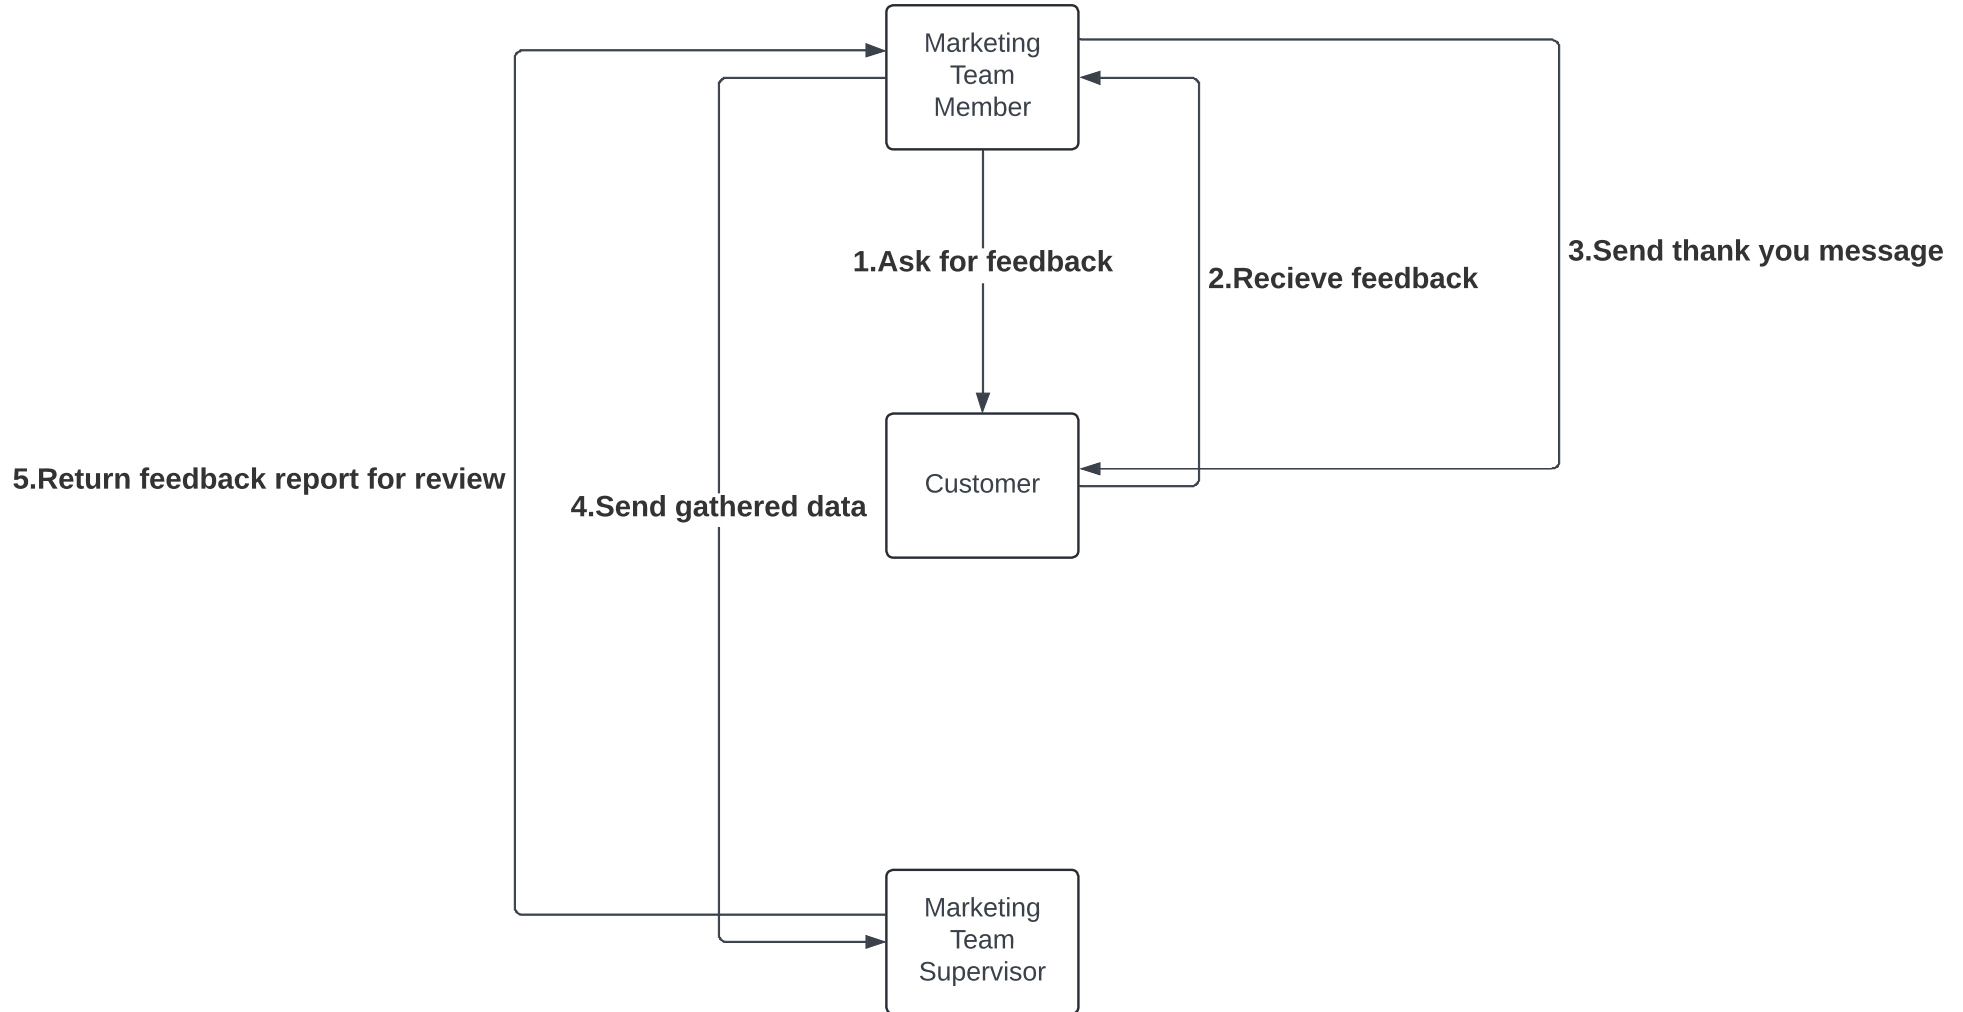 Marketing
Team
Member
1.Ask for feedback
2.Recieve feedback
3.Send thank you message
Customer
5.Return feedback report for review
4.Send gathered data
Marketing
Team
Supervisor